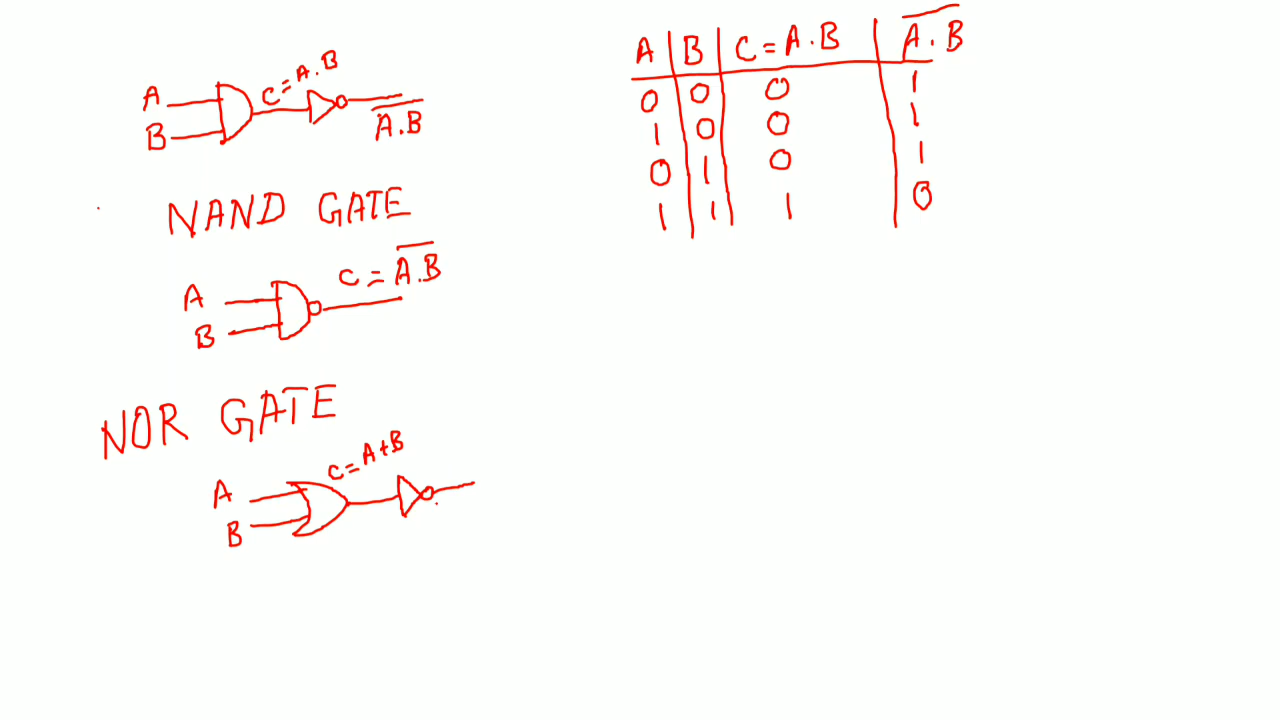 C = A.B
A
B
A̅.̅B̅
NAND GATE
C = A̅.̅B̅
A
B
NOR GATE
C = A+B
A
B
A | B | C = A.B | A̅.̅B̅
0 | 0 | 0 | 1
1 | 0 | 0 | 1
0 | 1 | 0 | 1
1 | 1 | 1 | 0